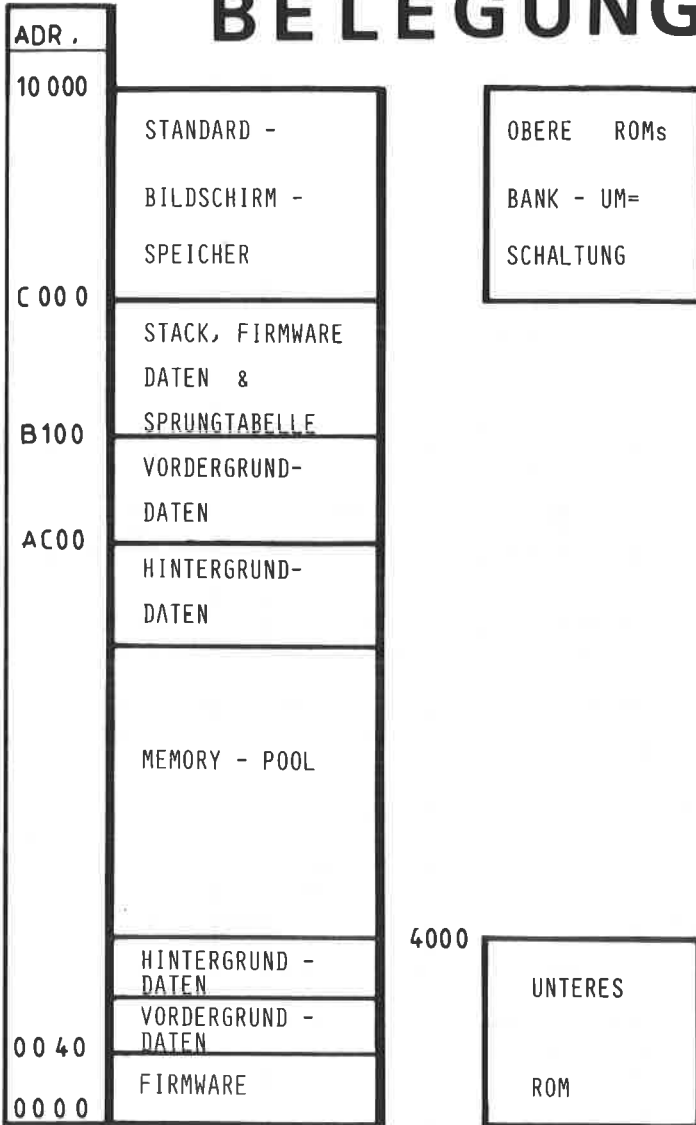 BELEGUNG
ADR.
10 000
STANDARD -
BILDSCHIRM -
SPEICHER
OBERE ROMs
BANK - UM=
SCHALTUNG
C000
STACK, FIRMWARE
DATEN &
SPRUNGTABELLE
B100
VORDERGRUND-
DATEN
AC00
HINTERGRUND-
DATEN
MEMORY - POOL
4000
HINTERGRUND -
DATEN
UNTERES
VORDERGRUND -
DATEN
0040
FIRMWARE
ROM
0000